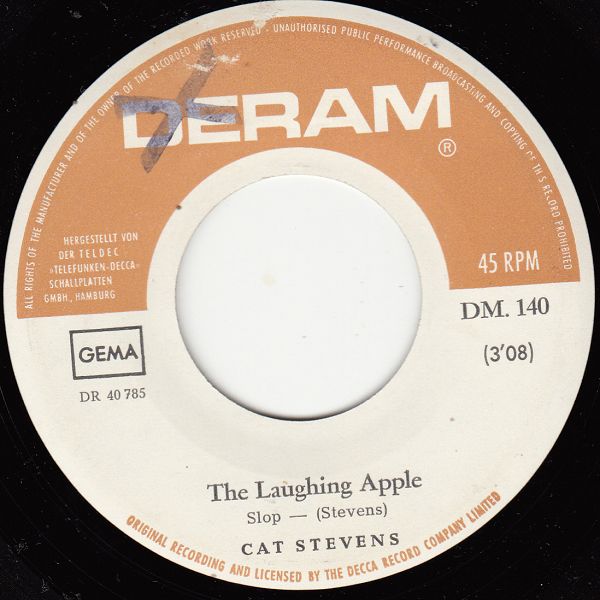 ALL RIGHTS OF THE MANUFACTURER AND OF THE OWNER OF THE RECORDED WORK RESERVED - UNAUTHORISED PUBLIC PERFORMANCE BROADCASTING AND COPYING OF THIS RECORD PROHIBITED
DERAM
®
HERGESTELLT VON
DER TELDEC
»TELEFUNKEN-DECCA«
SCHALLPLATTEN
GMBH., HAMBURG
45 RPM
DM. 140
GEMA
(3'08)
DR 40 785
The Laughing Apple
Slop — (Stevens)
CAT STEVENS
ORIGINAL RECORDING AND LICENSED BY THE DECCA RECORD COMPANY LIMITED